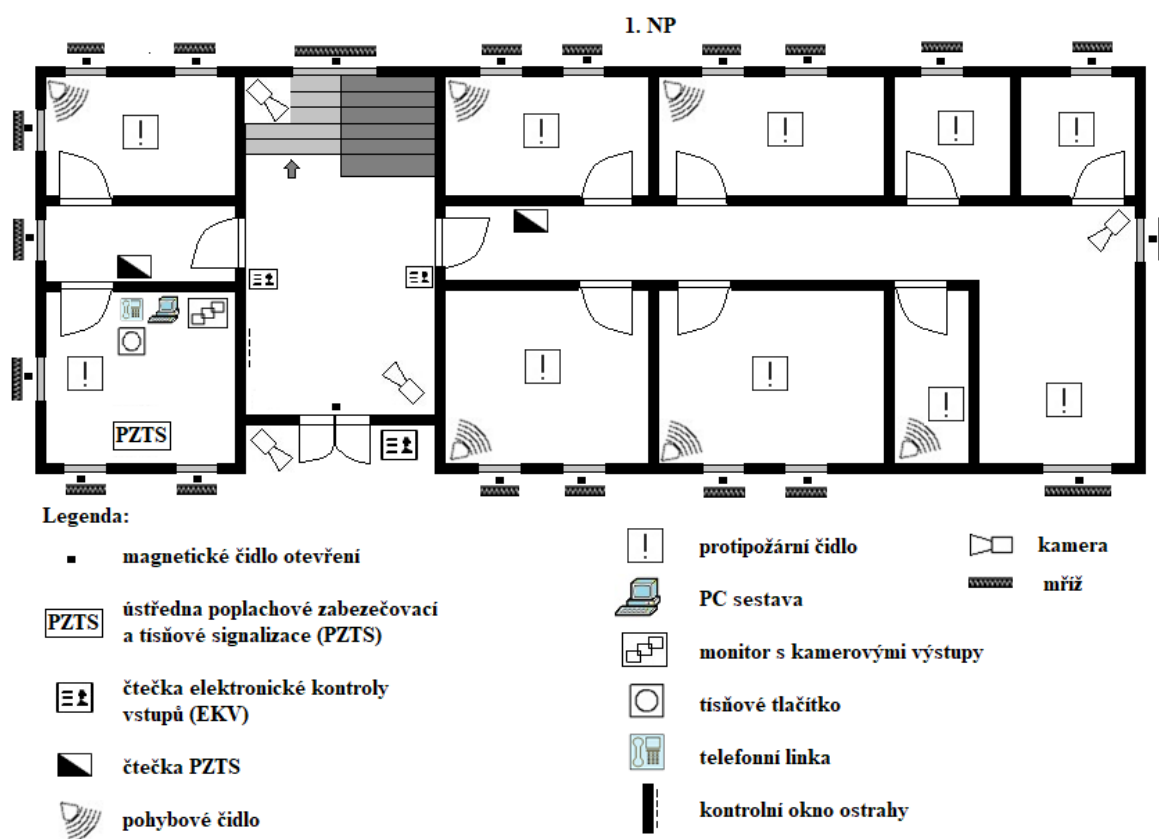 1. NP
PZTS
Legenda:
magnetické čidlo otevření
PZTS
ústředna poplachové zabezečovací
a tísňové signalizace (PZTS)
čtečka elektronické kontroly
vstupů (EKV)
čtečka PZTS
pohybové čidlo
protipožární čidlo
PC sestava
monitor s kamerovými výstupy
tísňové tlačítko
telefonní linka
kontrolní okno ostrahy
kamera
mříž